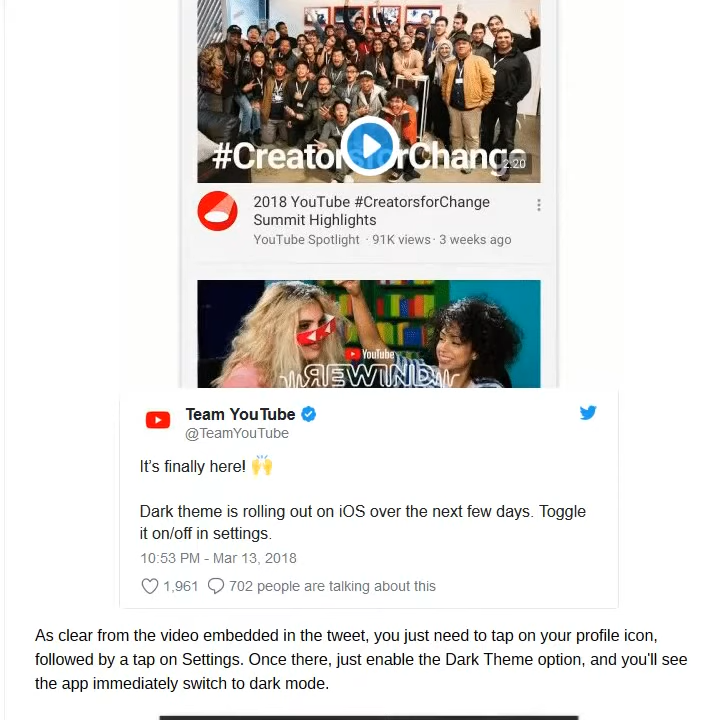 #CreatorsforChange
2:20
2018 YouTube #CreatorsforChange
Summit Highlights
YouTube Spotlight · 91K views · 3 weeks ago
YouTube
REWIND
Team YouTube
@TeamYouTube
It's finally here! 🙌
Dark theme is rolling out on iOS over the next few days. Toggle
it on/off in settings.
10:53 PM - Mar 13, 2018
1,961 702 people are talking about this
As clear from the video embedded in the tweet, you just need to tap on your profile icon,
followed by a tap on Settings. Once there, just enable the Dark Theme option, and you'll see
the app immediately switch to dark mode.